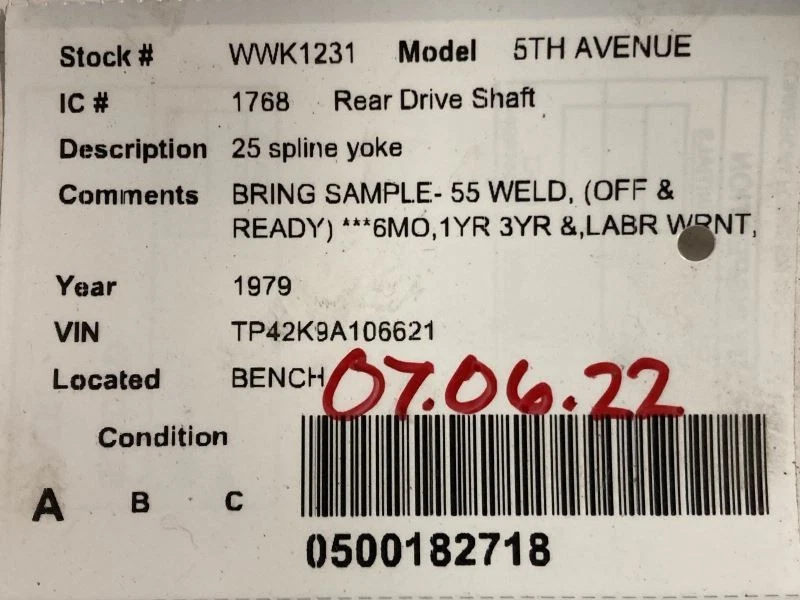 Stock # WWK1231 Model 5TH AVENUE
IC # 1768 Rear Drive Shaft
Description 25 spline yoke
Comments BRING SAMPLE- 55 WELD, (OFF &
READY) ***6MO,1YR 3YR &,LABR WRNT,
Year 1979
VIN TP42K9A106621
Located BENCH 07.06.22
Condition
A B C
0500182718